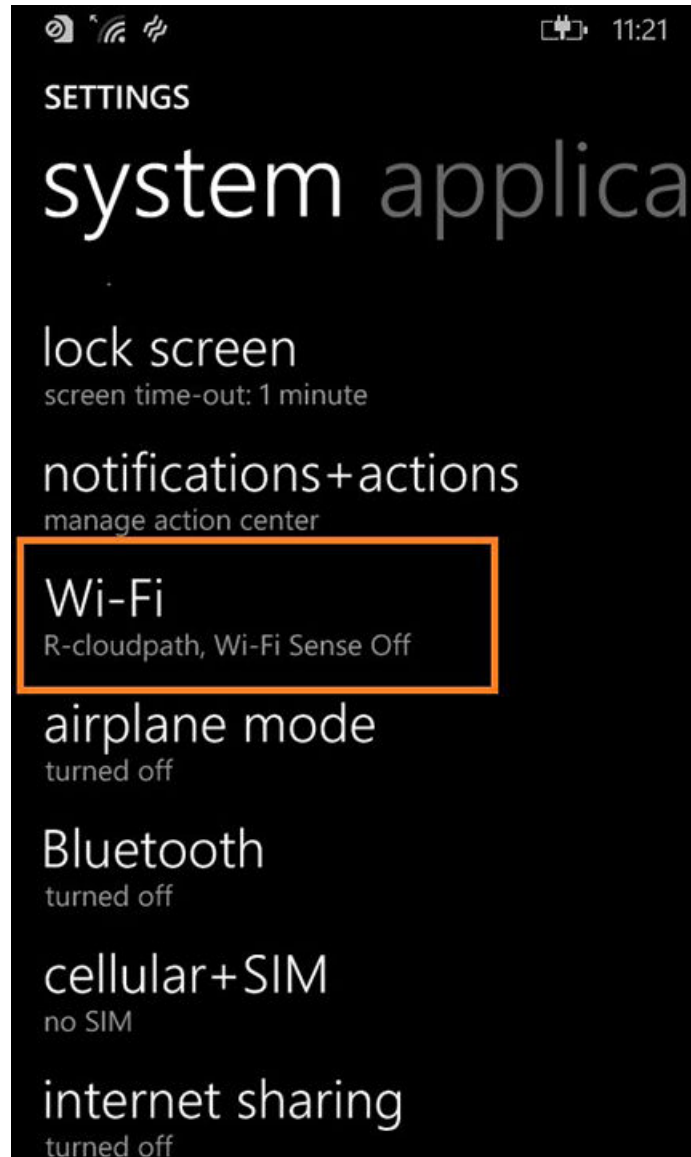 11:21
SETTINGS
system applica
lock screen
screen time-out: 1 minute
notifications+actions
manage action center
Wi-Fi
R-cloudpath, Wi-Fi Sense Off
airplane mode
turned off
Bluetooth
turned off
cellular+SIM
no SIM
internet sharing
turned off